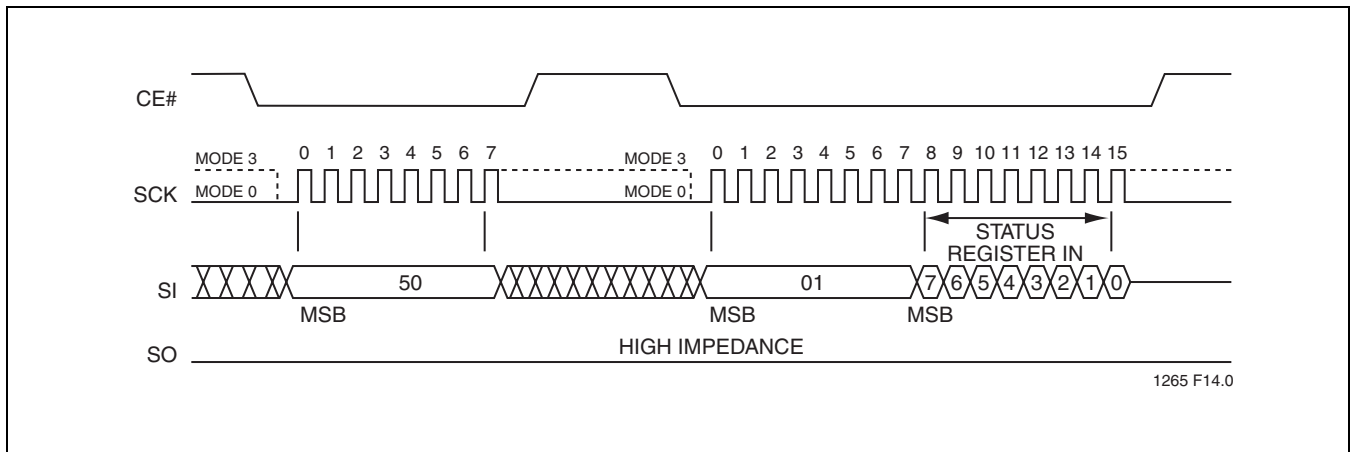 CE#
MODE 3 0 1 2 3 4 5 6 7 MODE 3 0 1 2 3 4 5 6 7 8 9 10 11 12 13 14 15
SCK MODE 0 MODE 0
STATUS
REGISTER IN
SI 50 01 7 6 5 4 3 2 1 0
MSB MSB MSB
HIGH IMPEDANCE
SO
1265 F14.0